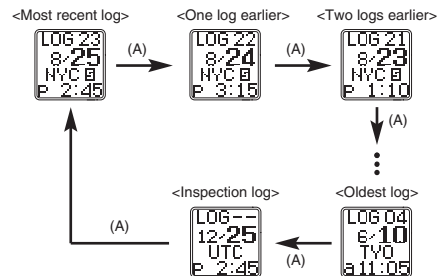 <Most recent log>
LOG 23
8/25
NYC S
P 2:45
(A)
<One log earlier>
LOG 22
8/24
NYC S
P 3:15
(A)
<Two logs earlier>
LOG 21
8/23
NYC S
P 1:10
(A)
<Oldest log>
LOG 04
6/10
TYO
a 11:05
(A)
<Inspection log>
LOG--
12/25
UTC
P 2:45
(A)